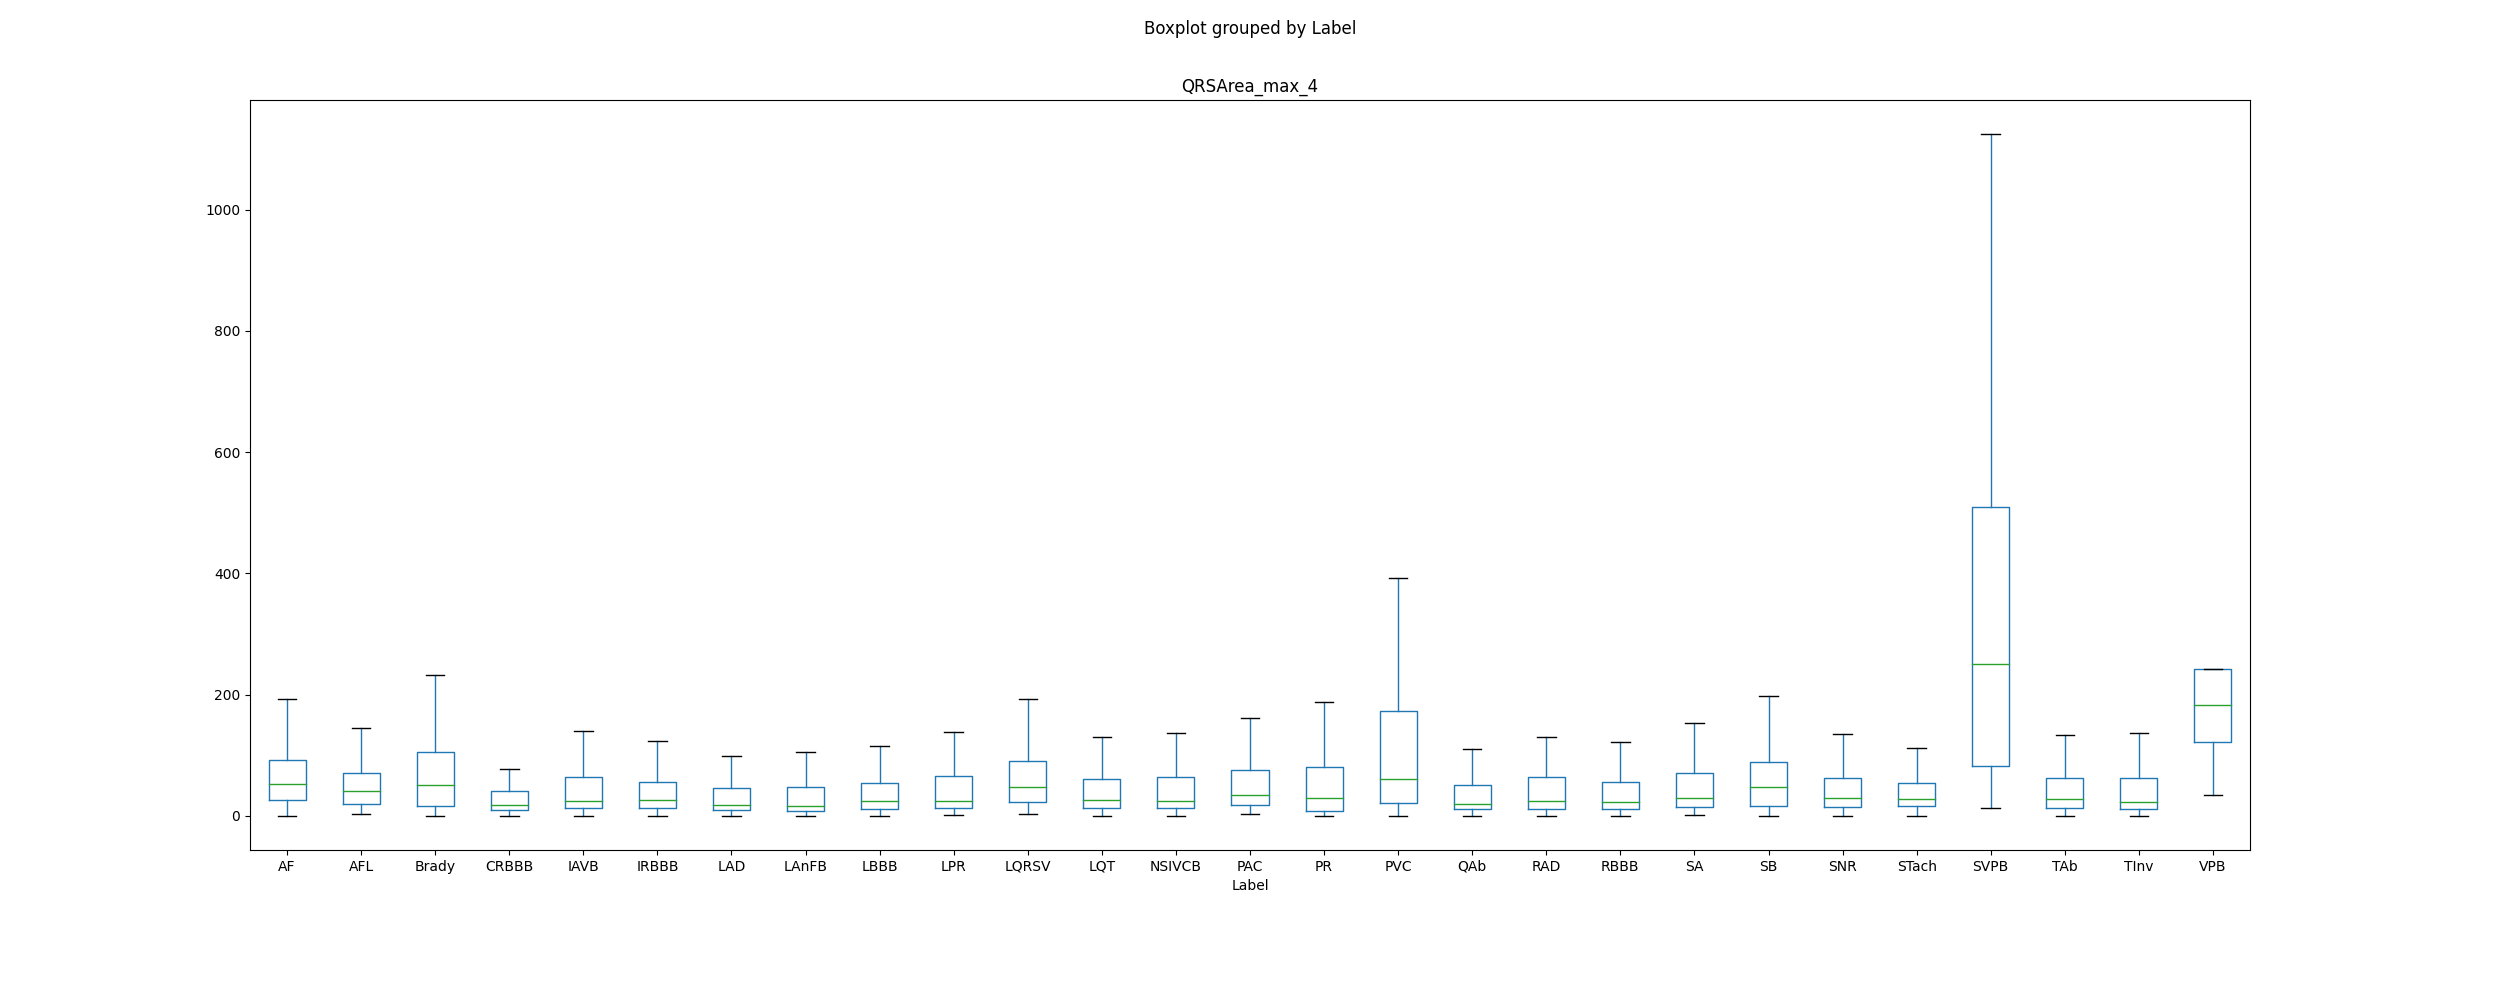 Boxplot grouped by Label
QRSArea_max_4
1000
800
600
400
200
0
AF AFL Brady CRBBB IAVB IRBBB LAD LAnFB LBBB LPR LQRSV LQT NSIVCB PAC PR PVC QAb RAD RBBB SA SB SNR STach SVPB TAb TInv VPB
Label